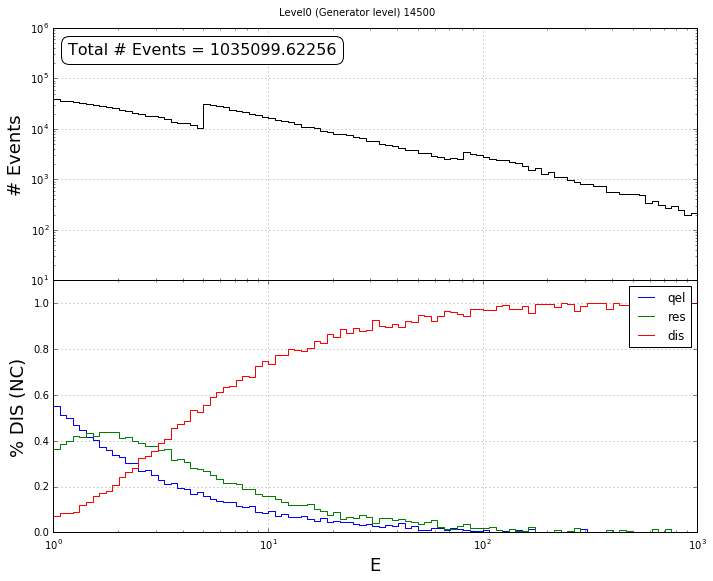 Level0 (Generator level) 14500
Total # Events = 1035099.62256
# Events
10^6
10^5
10^4
10^3
10^2
10^1
% DIS (NC)
1.0
0.8
0.6
0.4
0.2
0.0
qel
res
dis
10^0
10^1
10^2
10^3
E